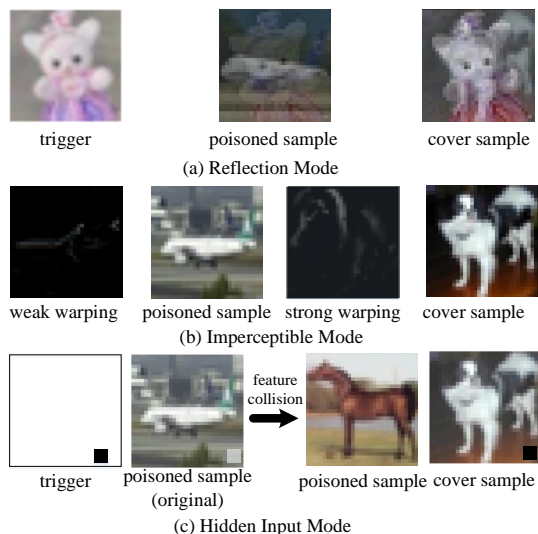 trigger
poisoned sample
cover sample
(a) Reflection Mode
weak warping
poisoned sample
strong warping
cover sample
(b) Imperceptible Mode
feature
collision
trigger
poisoned sample
(original)
poisoned sample
cover sample
(c) Hidden Input Mode